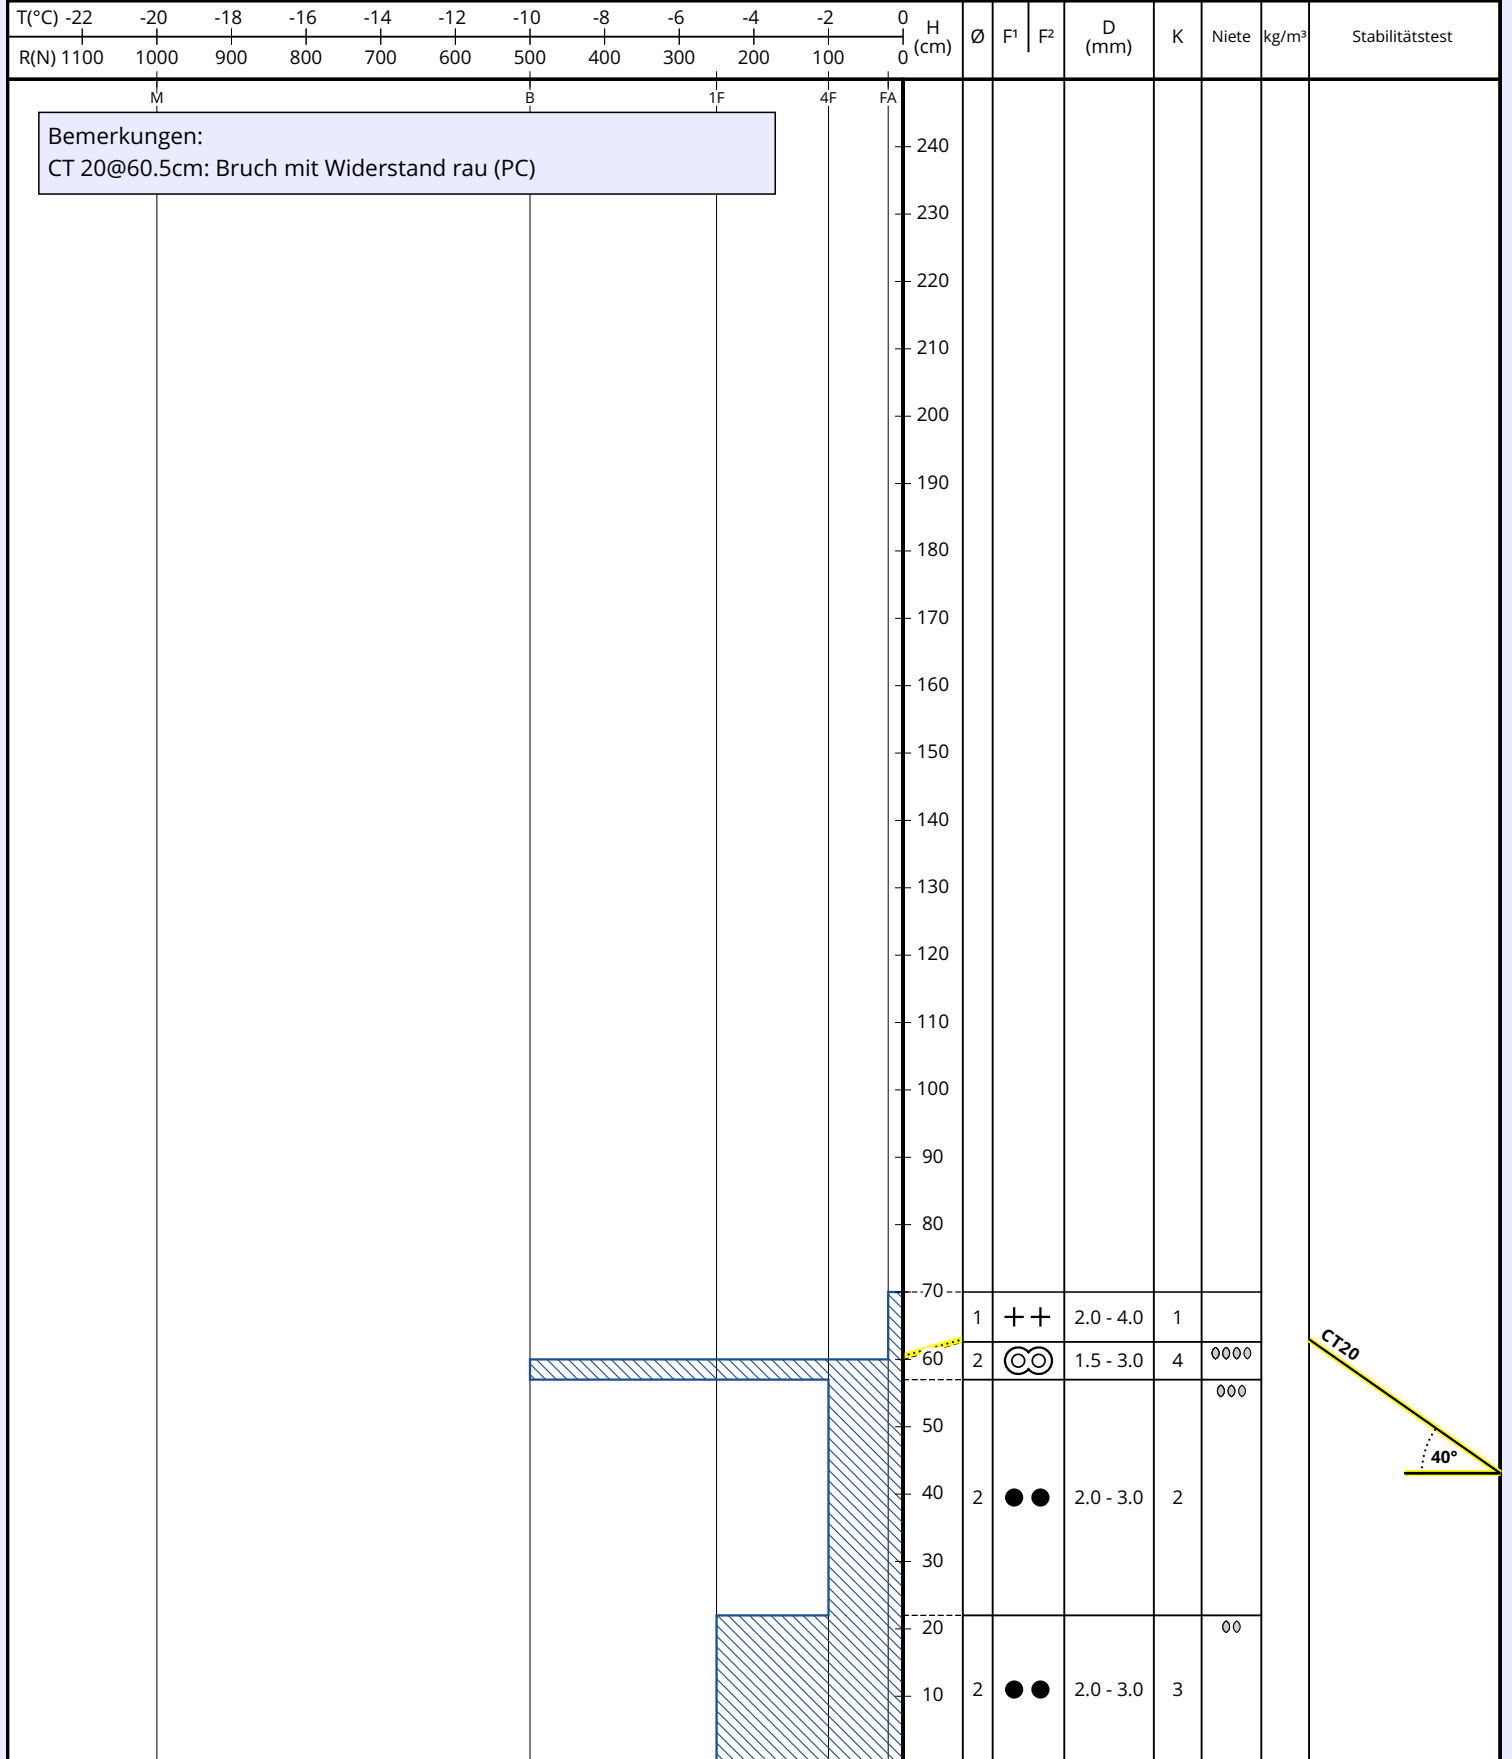 T(°C) -22 -20 -18 -16 -14 -12 -10 -8 -6 -4 -2 0
R(N) 1100 1000 900 800 700 600 500 400 300 200 100 0
H (cm) Ø F¹ F² D (mm) K Niete kg/m³ Stabilitätstest
M B 1F 4F FA
Bemerkungen:
CT 20@60.5cm: Bruch mit Widerstand rau (PC)
240
230
220
210
200
190
180
170
160
150
140
130
120
110
100
90
80
70
1 ++ 2.0 - 4.0 1
CT20
60
2 1.5 - 3.0 4
50
40°
40
2 2.0 - 3.0 2
30
20
10
2 2.0 - 3.0 3